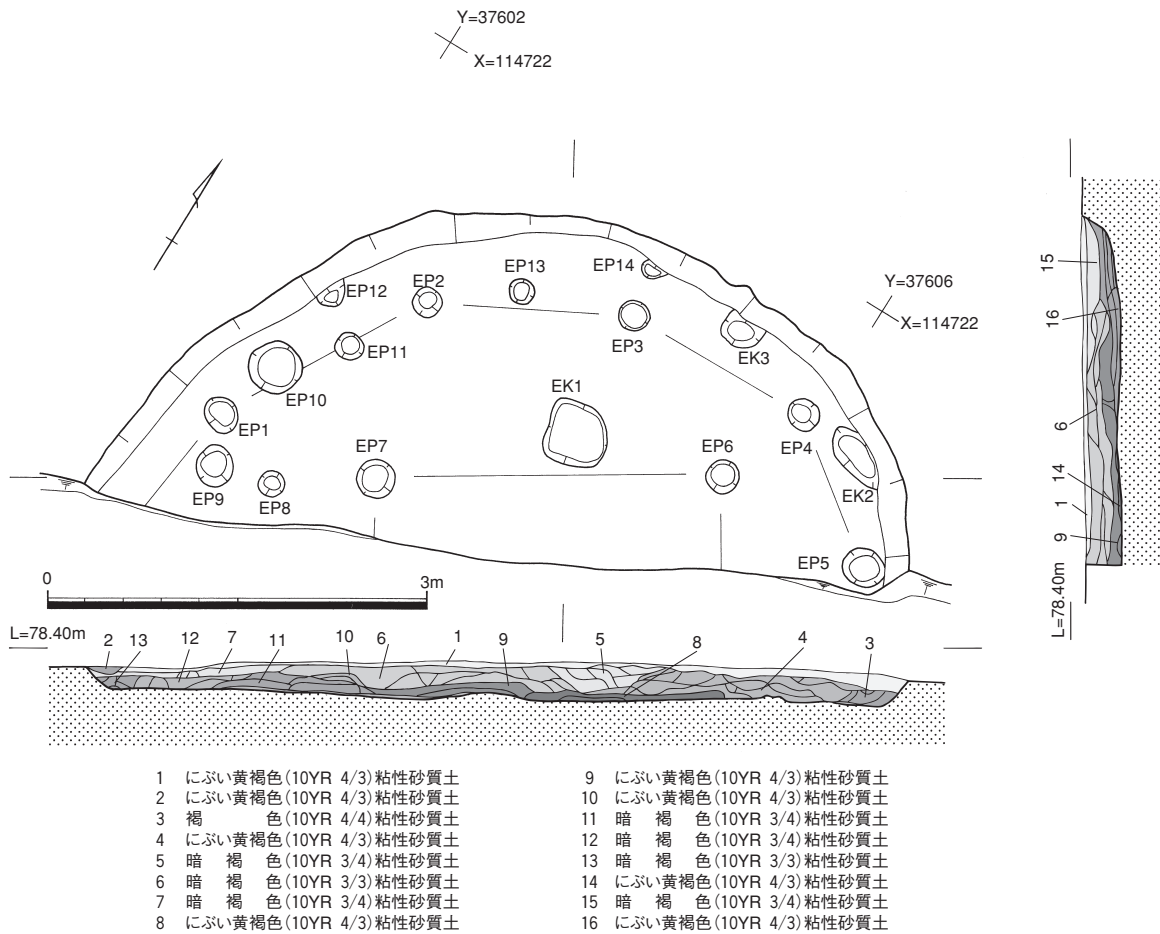 Y=37602
X=114722
Y=37606
X=114722
EP13
EP14
EP2
EP12
EP3
EK3
EP11
EP10
EK1
EP1
EP4
EP7
EP6
EP9
EP8
EK2
EP5
15
16
6
14
1
9
L=78.40m
0 3m
L=78.40m
2 13 12 7 11 10 6 1 9 5 8 4 3
1 にぶい黄褐色(10YR 4/3)粘性砂質土
2 にぶい黄褐色(10YR 4/3)粘性砂質土
3 褐 色(10YR 4/4)粘性砂質土
4 にぶい黄褐色(10YR 4/3)粘性砂質土
5 暗 褐 色(10YR 3/4)粘性砂質土
6 暗 褐 色(10YR 3/3)粘性砂質土
7 暗 褐 色(10YR 3/4)粘性砂質土
8 にぶい黄褐色(10YR 4/3)粘性砂質土
9 にぶい黄褐色(10YR 4/3)粘性砂質土
10 にぶい黄褐色(10YR 4/3)粘性砂質土
11 暗 褐 色(10YR 3/4)粘性砂質土
12 暗 褐 色(10YR 3/4)粘性砂質土
13 暗 褐 色(10YR 3/3)粘性砂質土
14 にぶい黄褐色(10YR 4/3)粘性砂質土
15 暗 褐 色(10YR 3/4)粘性砂質土
16 にぶい黄褐色(10YR 4/3)粘性砂質土